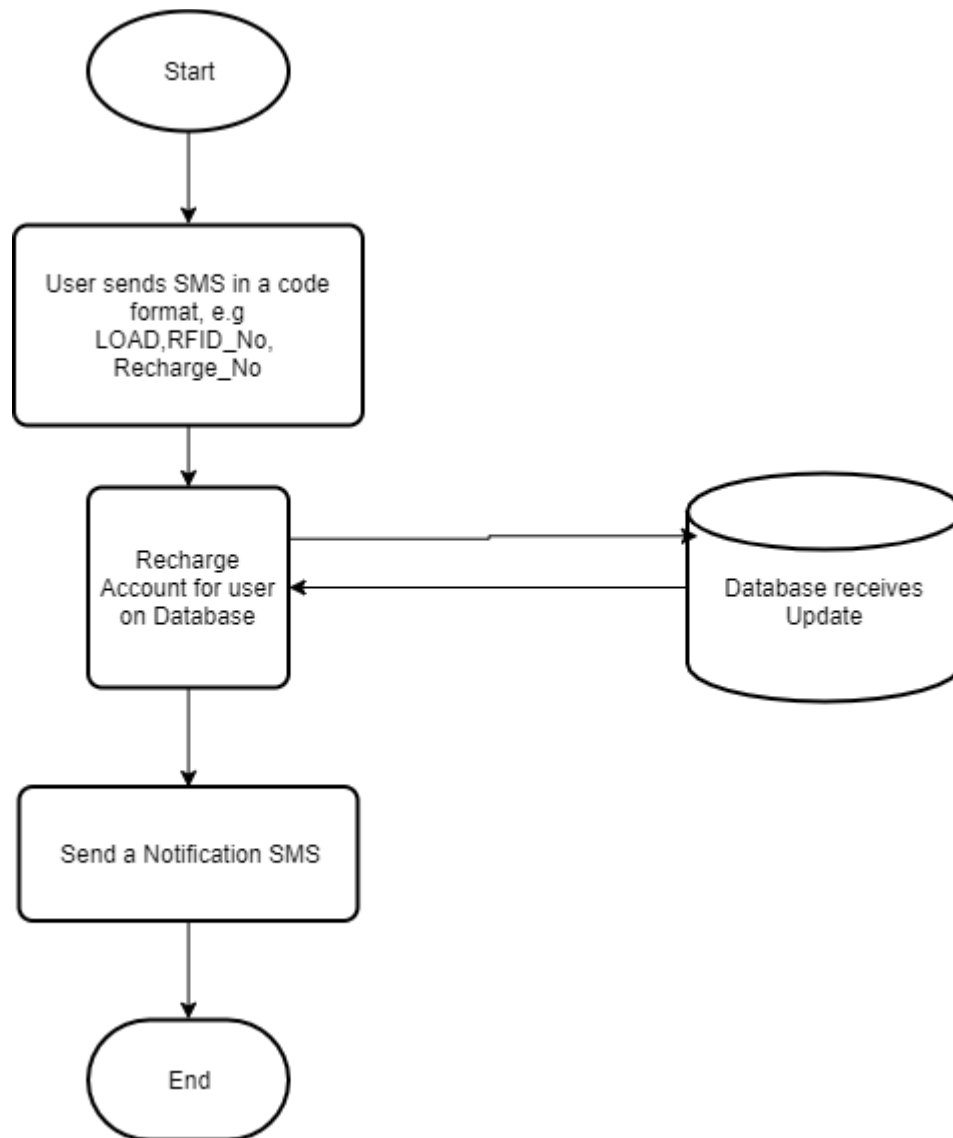 Start
User sends SMS in a code
format, e.g
LOAD,RFID_No,
Recharge_No
Recharge
Account for user
on Database
Database receives
Update
Send a Notification SMS
End